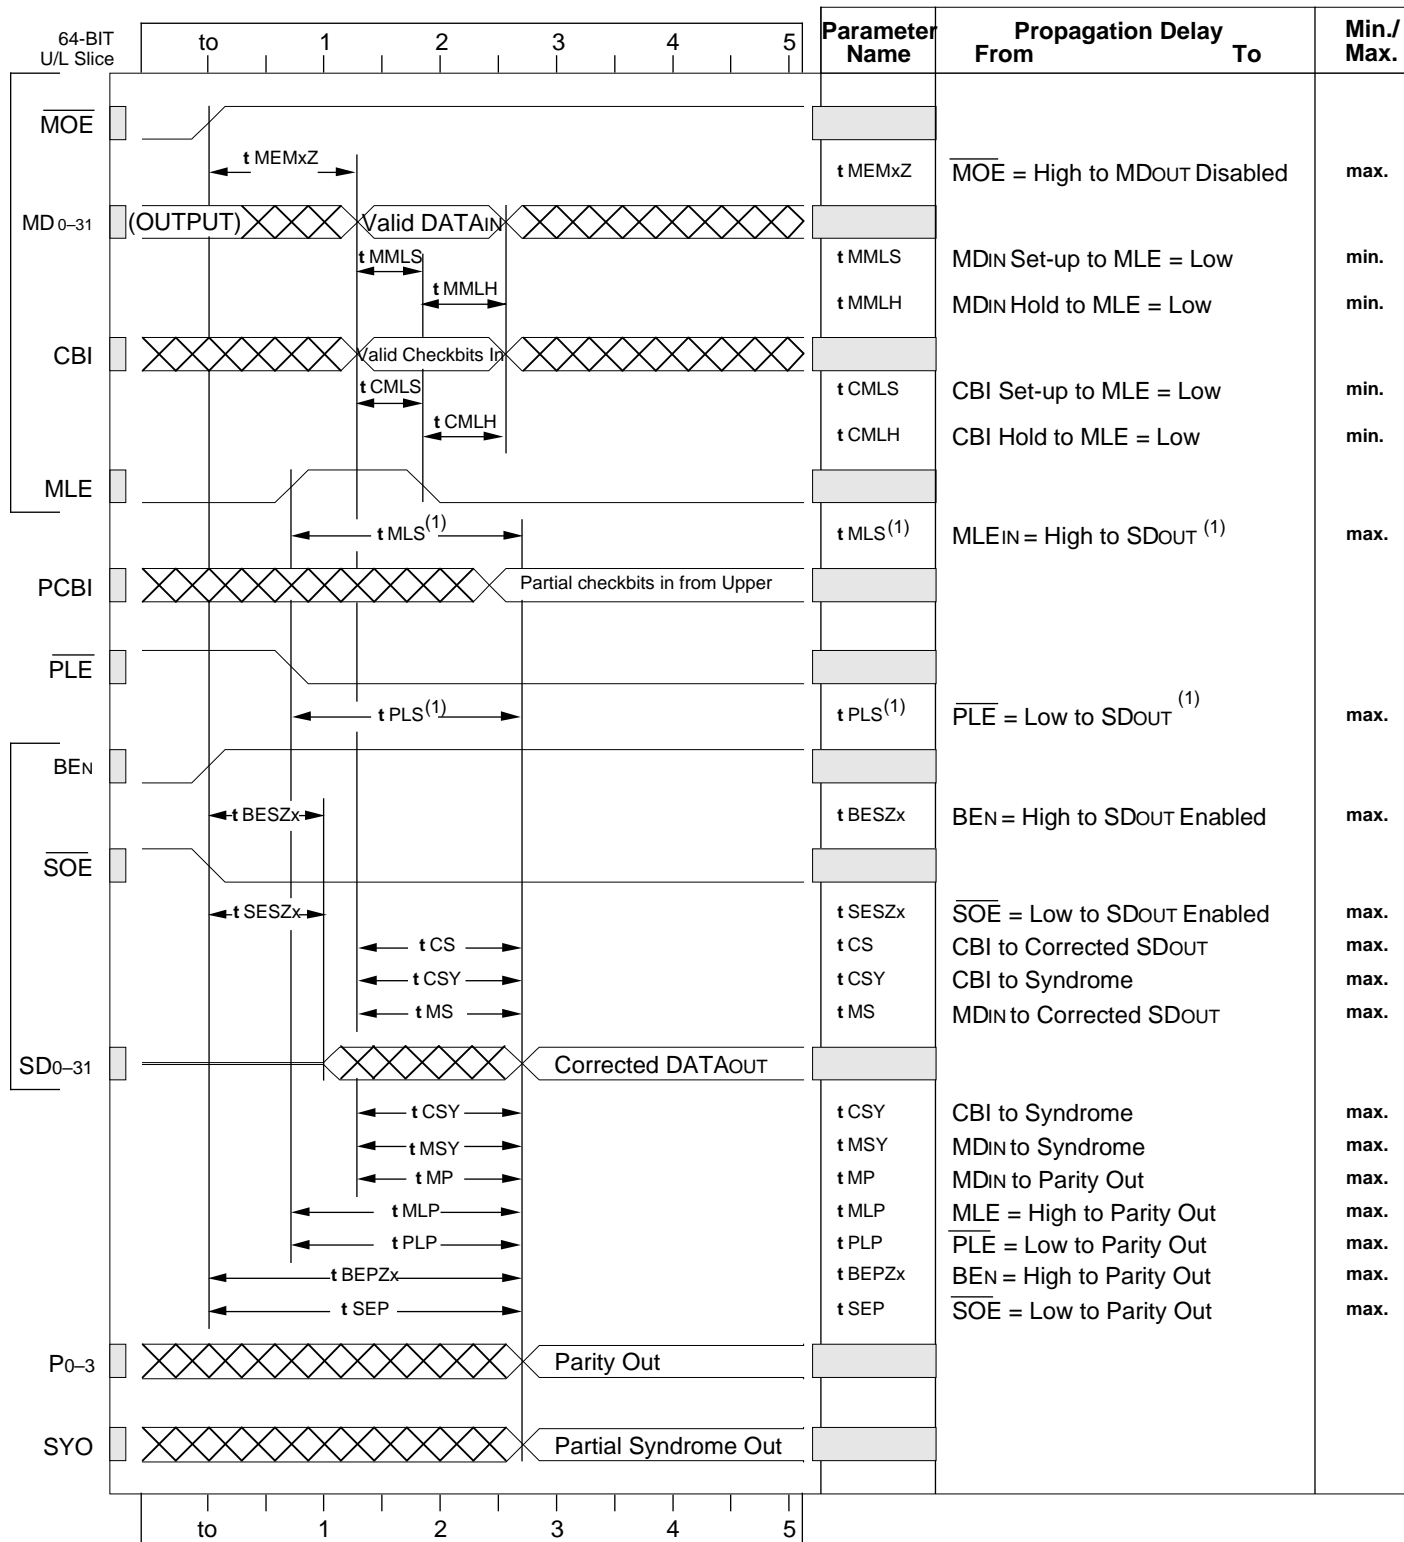 64-BIT
U/L Slice
to 1 2 3 4 5
Parameter
Name
Propagation Delay
From To
Min./
Max.
MOE
t MEMxZ
t MEMxZ MOE = High to MDOUT Disabled max.
MD 0–31 (OUTPUT) Valid DATAIN
t MMLS
t MMLS MDIN Set-up to MLE = Low min.
t MMLH
t MMLH MDIN Hold to MLE = Low min.
CBI Valid Checkbits In
t CMLS
t CMLS CBI Set-up to MLE = Low min.
t CMLH
t CMLH CBI Hold to MLE = Low min.
MLE
t MLS(1)
t MLS(1) MLEIN = High to SDOUT (1) max.
PCBI Partial checkbits in from Upper
PLE
t PLS(1)
t PLS(1) PLE = Low to SDOUT (1) max.
BEN
t BESZx
t BESZx BEN = High to SDOUT Enabled max.
SOE
t SESZx
t SESZx SOE = Low to SDOUT Enabled max.
t CS
t CS CBI to Corrected SDOUT max.
t CSY
t CSY CBI to Syndrome max.
t MS
t MS MDIN to Corrected SDOUT max.
SD0–31 Corrected DATAOUT
t CSY
t CSY CBI to Syndrome max.
t MSY
t MSY MDIN to Syndrome max.
t MP
t MP MDIN to Parity Out max.
t MLP
t MLP MLE = High to Parity Out max.
t PLP
t PLP PLE = Low to Parity Out max.
t BEPZx
t BEPZx BEN = High to Parity Out max.
t SEP
t SEP SOE = Low to Parity Out max.
P0–3 Parity Out
SYO Partial Syndrome Out
to 1 2 3 4 5